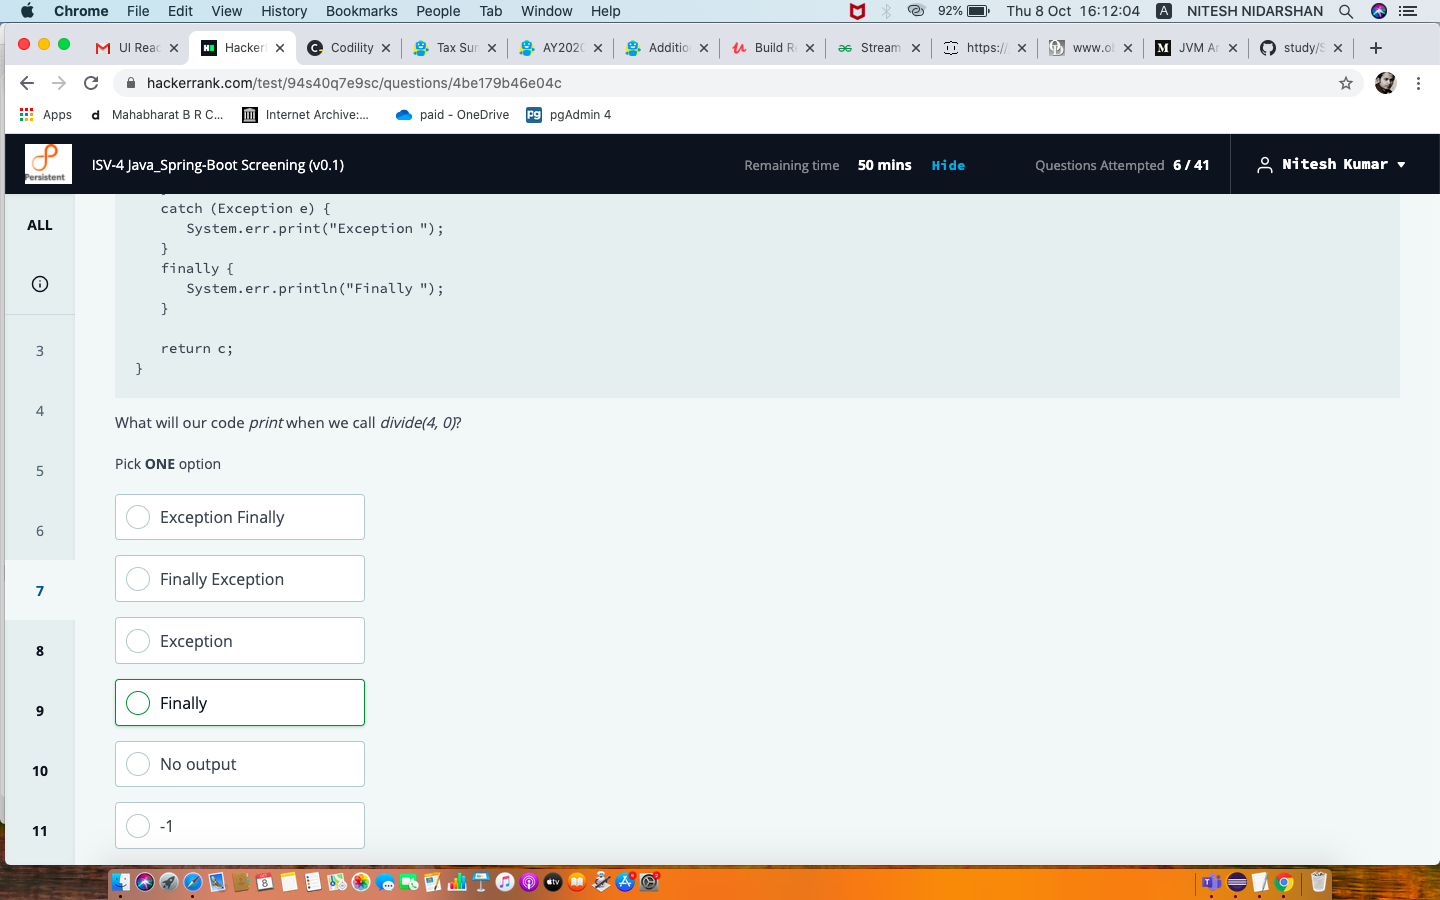 Chrome File Edit View History Bookmarks People Tab Window Help 92% Thu 8 Oct 16:12:04 A NITESH NIDARSHAN
UI Reac Hacker Codility Tax Sur AY202 Additio Build R Stream https:// www.o JVM Ar study/S
hackerrank.com/test/94s40q7e9sc/questions/4be179b46e04c
Apps d Mahabharat B R C... Internet Archive:... paid - OneDrive pg pgAdmin 4
Persistent ISV-4 Java_Spring-Boot Screening (v0.1) Remaining time 50 mins Hide Questions Attempted 6 / 41 Nitesh Kumar
ALL
3
4
5
6
7
8
9
10
11
catch (Exception e) {
System.err.print("Exception ");
}
finally {
System.err.println("Finally ");
}
return c;
}
What will our code print when we call divide(4, 0)?
Pick ONE option
Exception Finally
Finally Exception
Exception
Finally
No output
-1